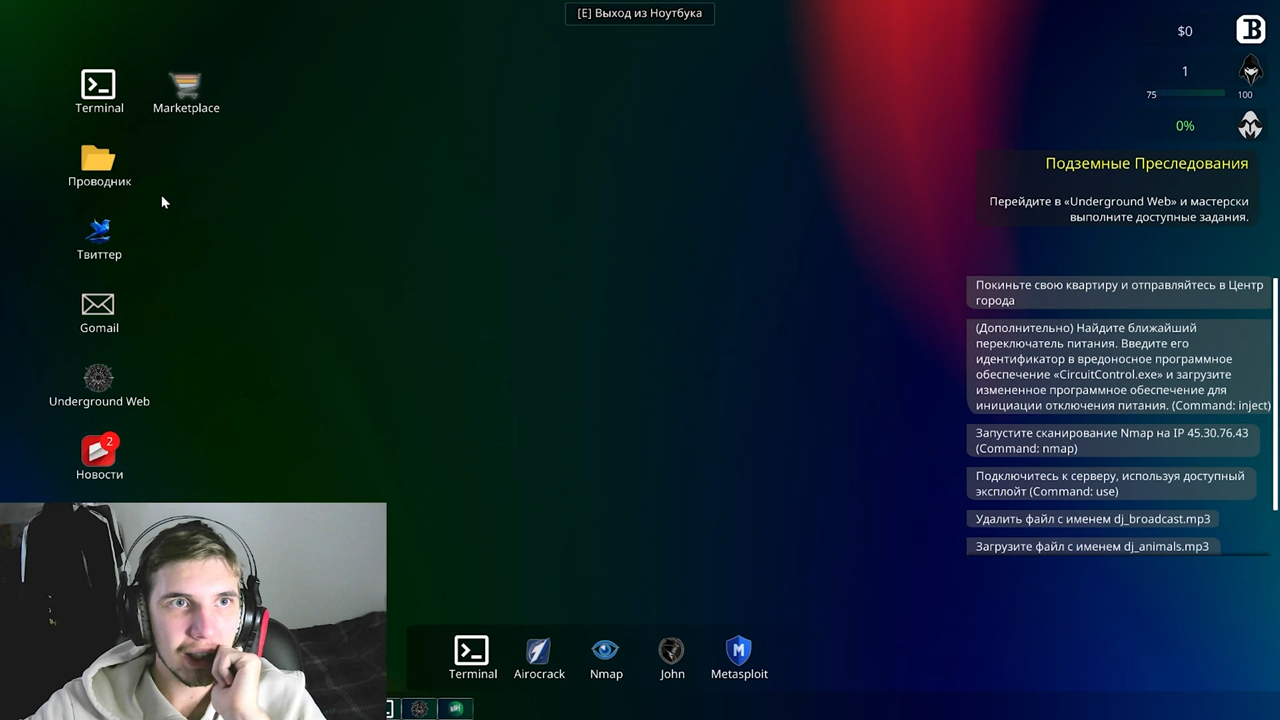 [E] Выход из Ноутбука
$0
B
1
75
100
0%
Terminal
Marketplace
Проводник
Твиттер
Gomail
Underground Web
2
Новости
Подземные Преследования
Перейдите в «Underground Web» и мастерски
выполните доступные задания.
Покиньте свою квартиру и отправляйтесь в Центр
города
(Дополнительно) Найдите ближайший
переключатель питания. Введите его
идентификатор в вредоносное программное
обеспечение «CircuitControl.exe» и загрузите
измененное программное обеспечение для
инициации отключения питания. (Command: inject)
Запустите сканирование Nmap на IP 45.30.76.43
(Command: nmap)
Подключитесь к серверу, используя доступный
эксплойт (Command: use)
Удалить файл с именем dj_broadcast.mp3
Загрузите файл с именем dj_animals.mp3
Terminal
Airocrack
Nmap
John
M
Metasploit